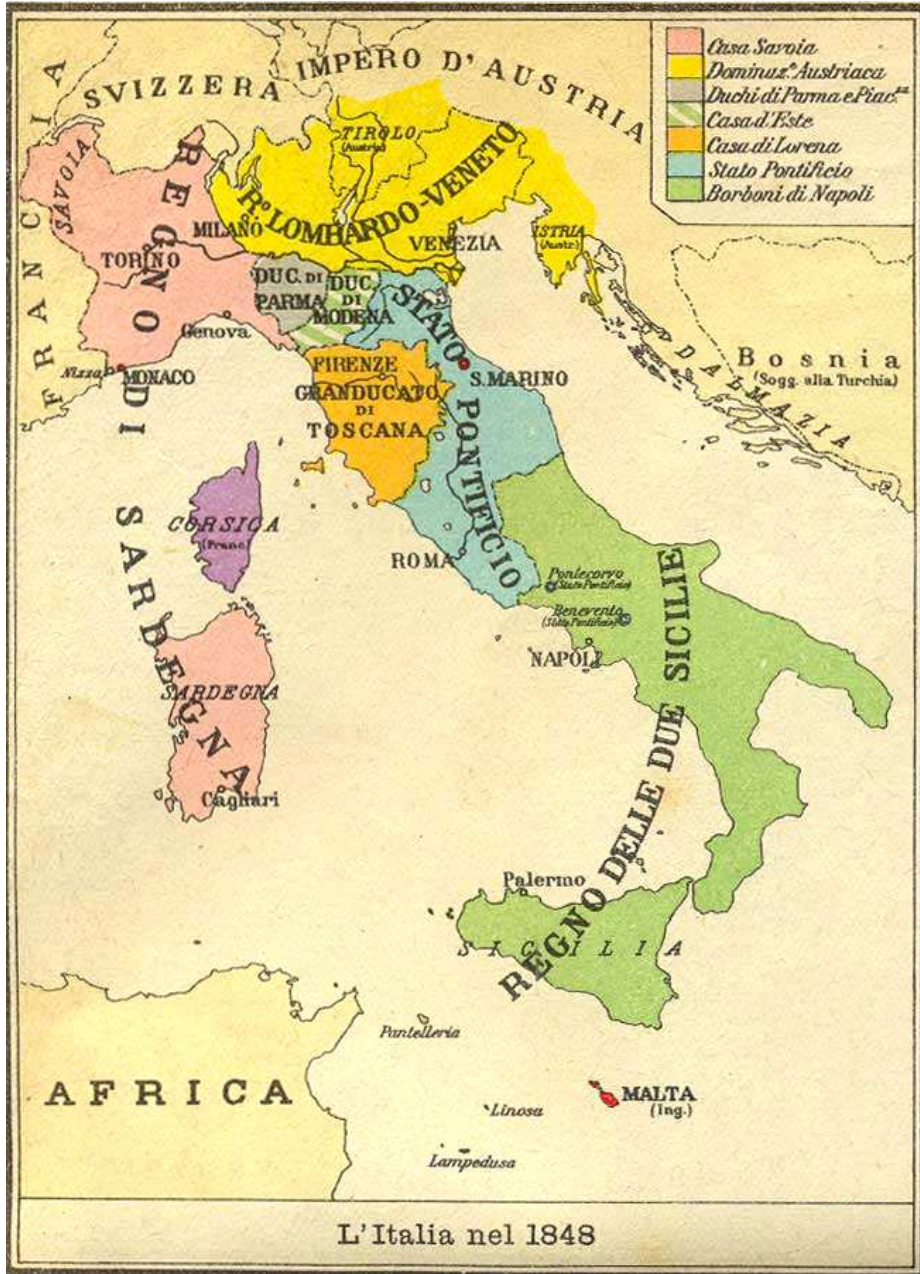 Casa Savoia
Dominaz.e Austriaca
Duchi di Parma e Piac.za
Casa d'Este
Casa di Lorena
Stato Pontificio
Borboni di Napoli
FRANCIA
SVIZZERA
IMPERO D'AUSTRIA
TIROLO
(Austria)
SAVOIA
REGNO DI SARDEGNA
Rº LOMBARDO-VENETO
MILANO
VENEZIA
ISTRIA
(Austr.)
TORINO
DUC. DI
PARMA
DUC.
DI
MODENA
STATO PONTIFICIO
Genova
Nizza
MONACO
FIRENZE
GRANDUCATO
DI
TOSCANA
S. MARINO
DALMAZIA
Bosnia
(Sogg. alla Turchia)
CORSICA
(Franc.)
ROMA
Pontecorvo
(Stato Pontificio)
Benevento
(Stato Pontificio)
NAPOLI
REGNO DELLE DUE SICILIE
SARDEGNA
Cagliari
Palermo
SICILIA
Pantelleria
AFRICA
MALTA
(Ing.)
Linosa
Lampedusa
L'Italia nel 1848